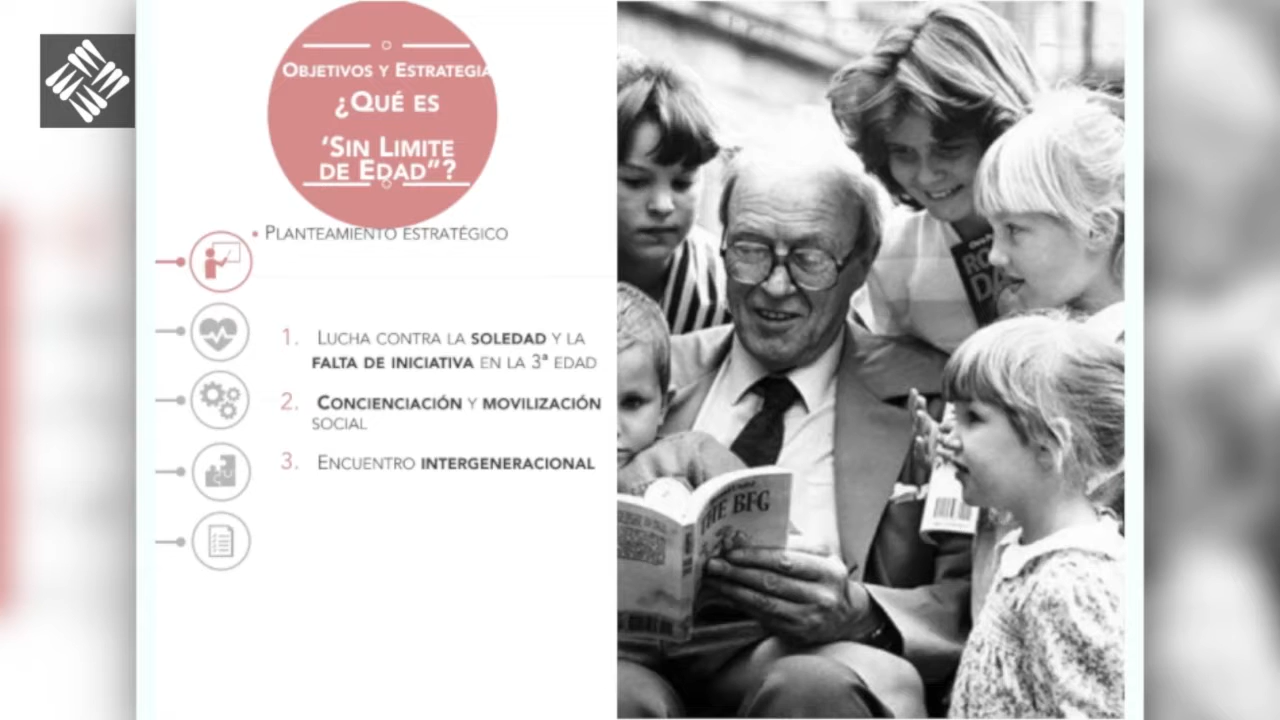 OBJETIVOS Y ESTRATEGIA
¿QUÉ ES
‘SIN LIMITE
DE EDAD”?
• PLANTEAMIENTO ESTRATÉGICO
1. LUCHA CONTRA LA SOLEDAD Y LA
FALTA DE INICIATIVA EN LA 3ª EDAD
2. CONCIENCIACIÓN Y MOVILIZACIÓN
SOCIAL
3. ENCUENTRO INTERGENERACIONAL
THE BFG